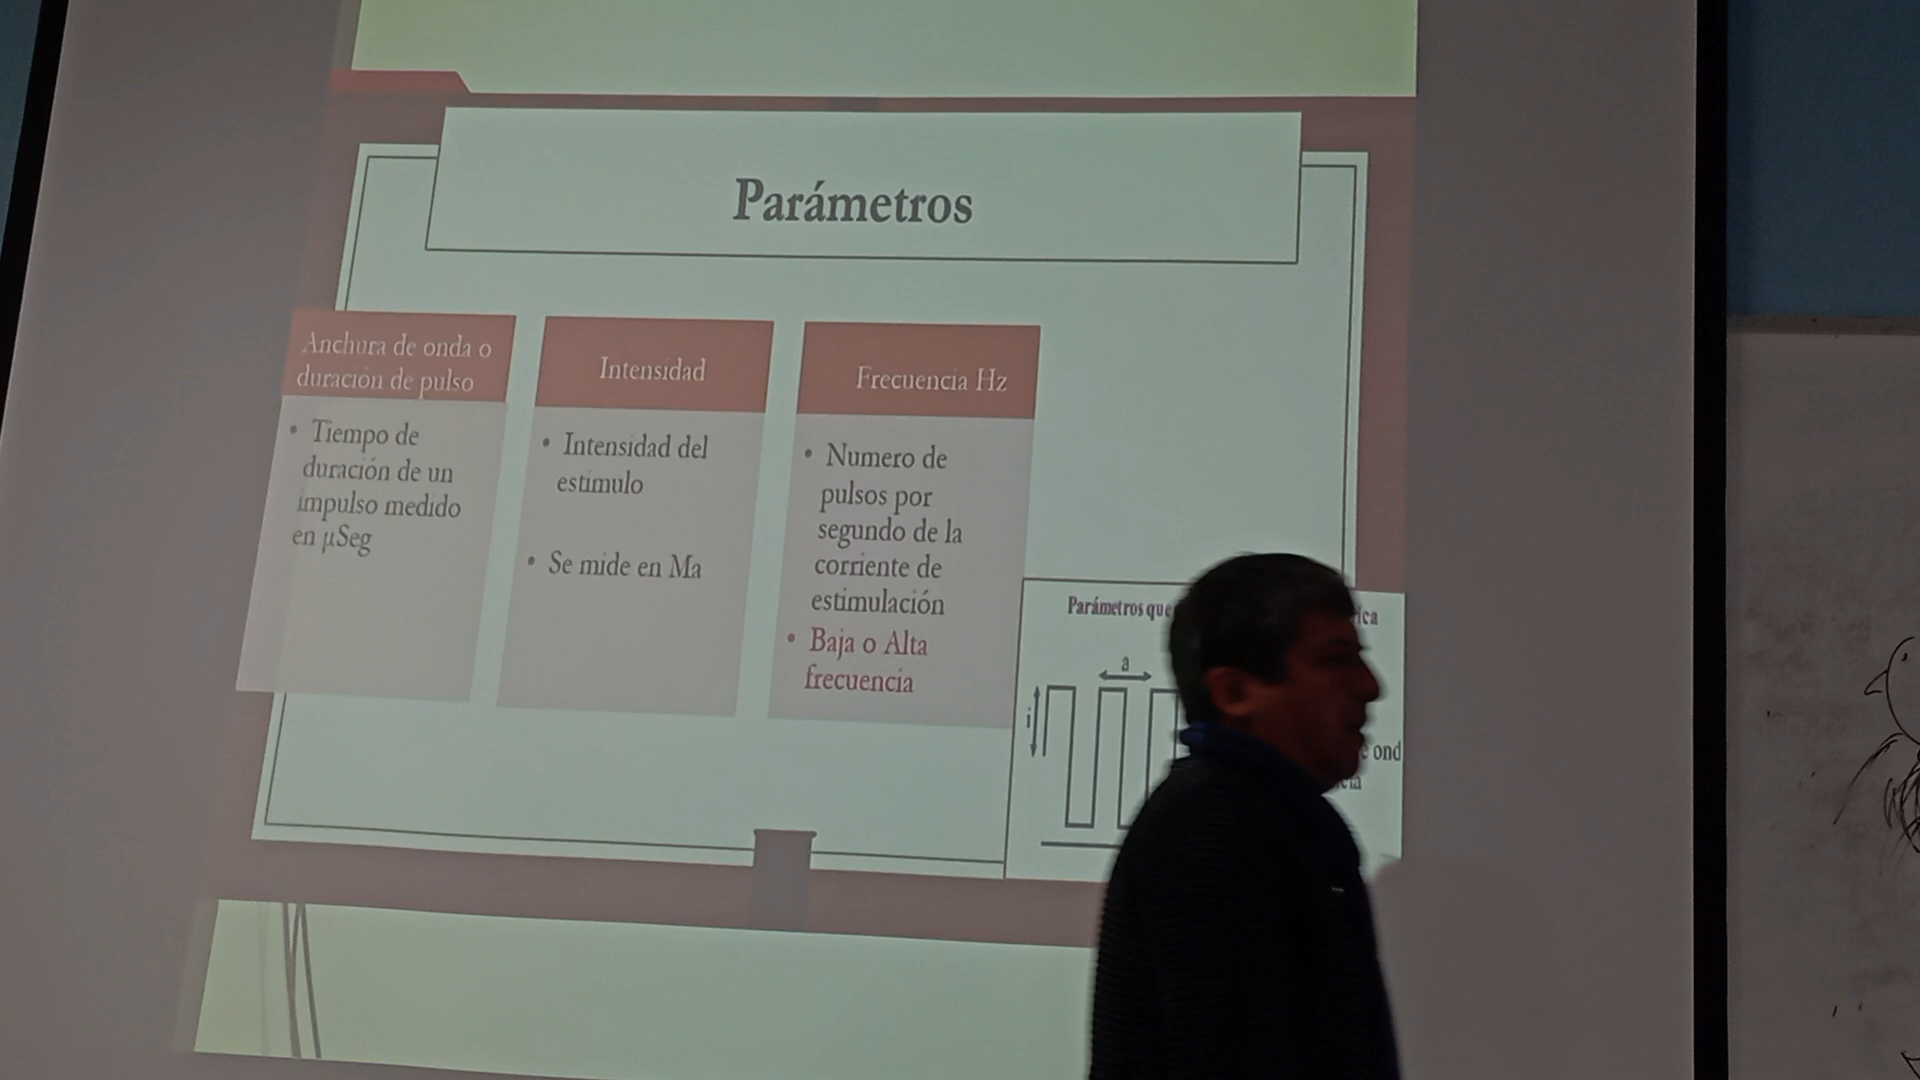 Parámetros
Anchura de onda o
duración de pulso
• Tiempo de
duración de un
impulso medido
en µSeg
Intensidad
• Intensidad del
estimulo
• Se mide en Ma
Frecuencia Hz
• Numero de
pulsos por
segundo de la
corriente de
estimulación
• Baja o Alta
frecuencia
Parámetros que
a
i
ond